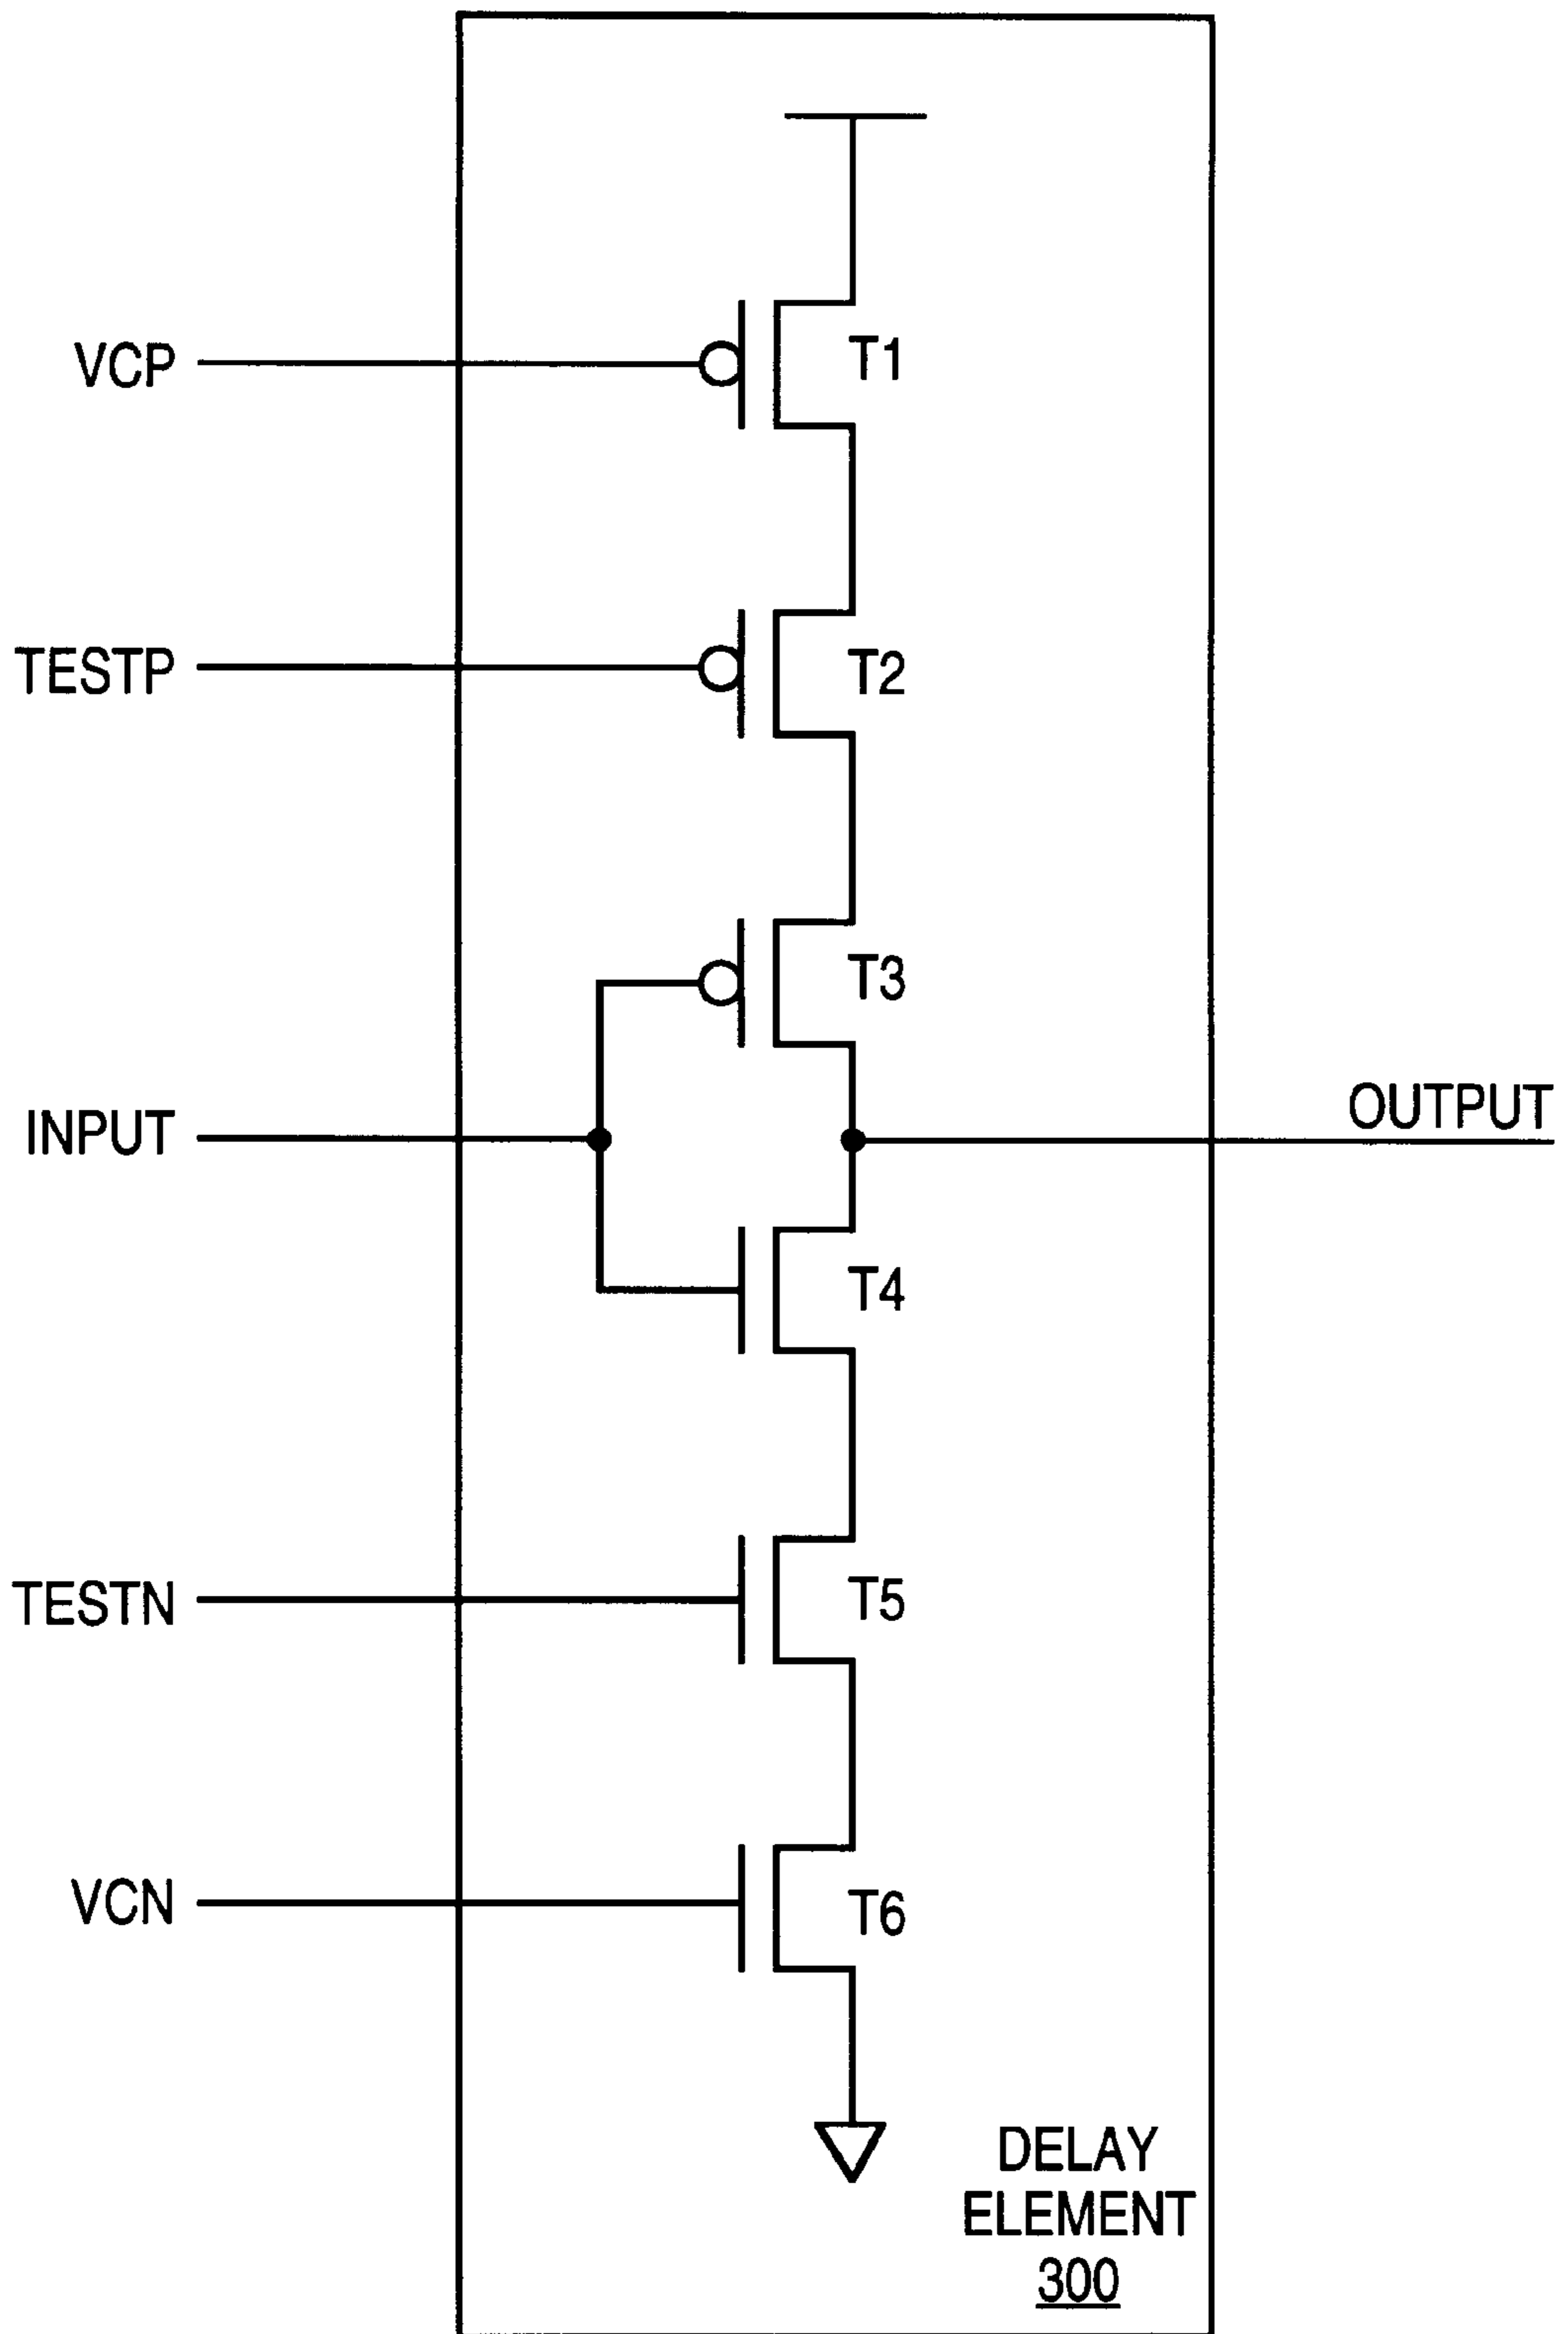 VCP
T1
TESTP
T2
T3
INPUT
OUTPUT
T4
TESTN
T5
VCN
T6
DELAY
ELEMENT
300